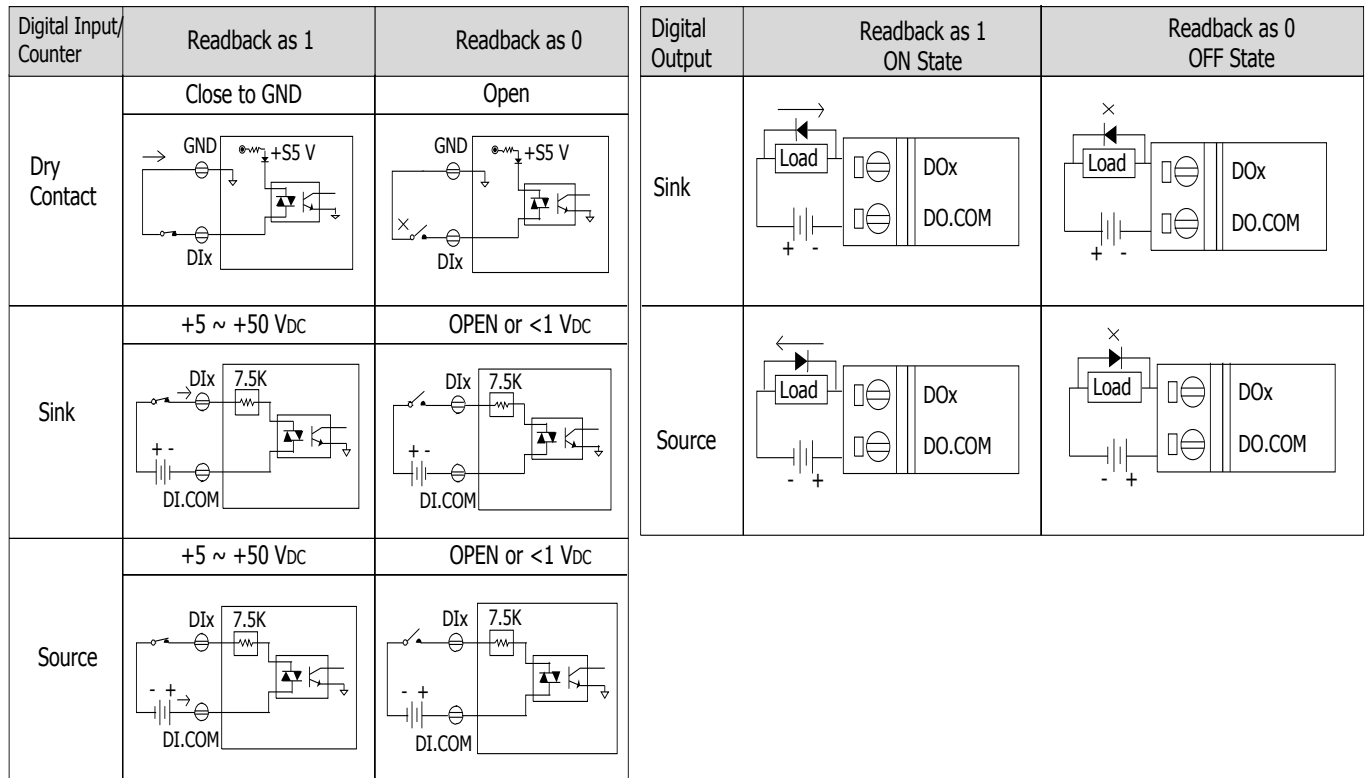 Digital Input/
Counter
Readback as 1
Readback as 0
Dry
Contact
Close to GND
Open
GND
+S5 V
DIx
GND
+S5 V
DIx
Sink
+5 ~ +50 VDC
OPEN or <1 VDC
DIx
7.5K
+ -
DI.COM
DIx
7.5K
+ -
DI.COM
Source
+5 ~ +50 VDC
OPEN or <1 VDC
DIx
7.5K
- +
DI.COM
DIx
7.5K
- +
DI.COM
Digital
Output
Readback as 1
ON State
Readback as 0
OFF State
Sink
Load
DOx
DO.COM
+ -
Load
DOx
DO.COM
+ -
Source
Load
DOx
DO.COM
- +
Load
DOx
DO.COM
- +